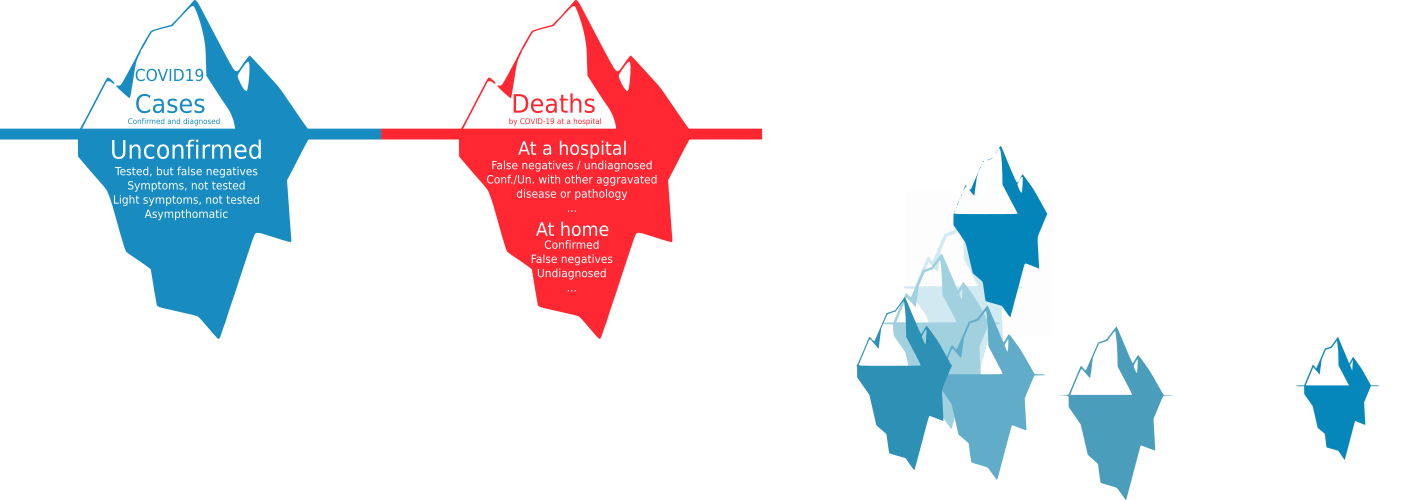 COVID19
Cases
Confirmed and diagnosed
Unconfirmed
Tested, but false negatives
Symptoms, not tested
Light symptoms, not tested
Asympthomatic
Deaths
by COVID-19 at a hospital
At a hospital
False negatives / undiagnosed
Conf./Un. with other aggravated
disease or pathology
...
At home
Confirmed
False negatives
Undiagnosed
...